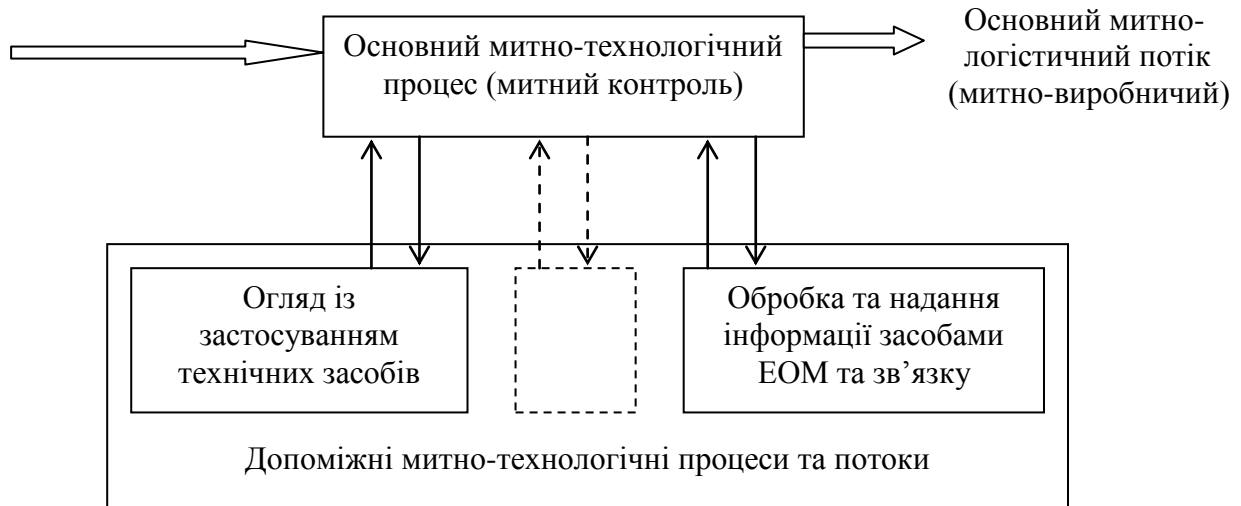 Основний митно-технологічний
процес (митний контроль)
Основний митно-
логістичний потік
(митно-виробничий)
Огляд із
застосуванням
технічних засобів
Обробка та надання
інформації засобами
ЕОМ та зв’язку
Допоміжні митно-технологічні процеси та потоки